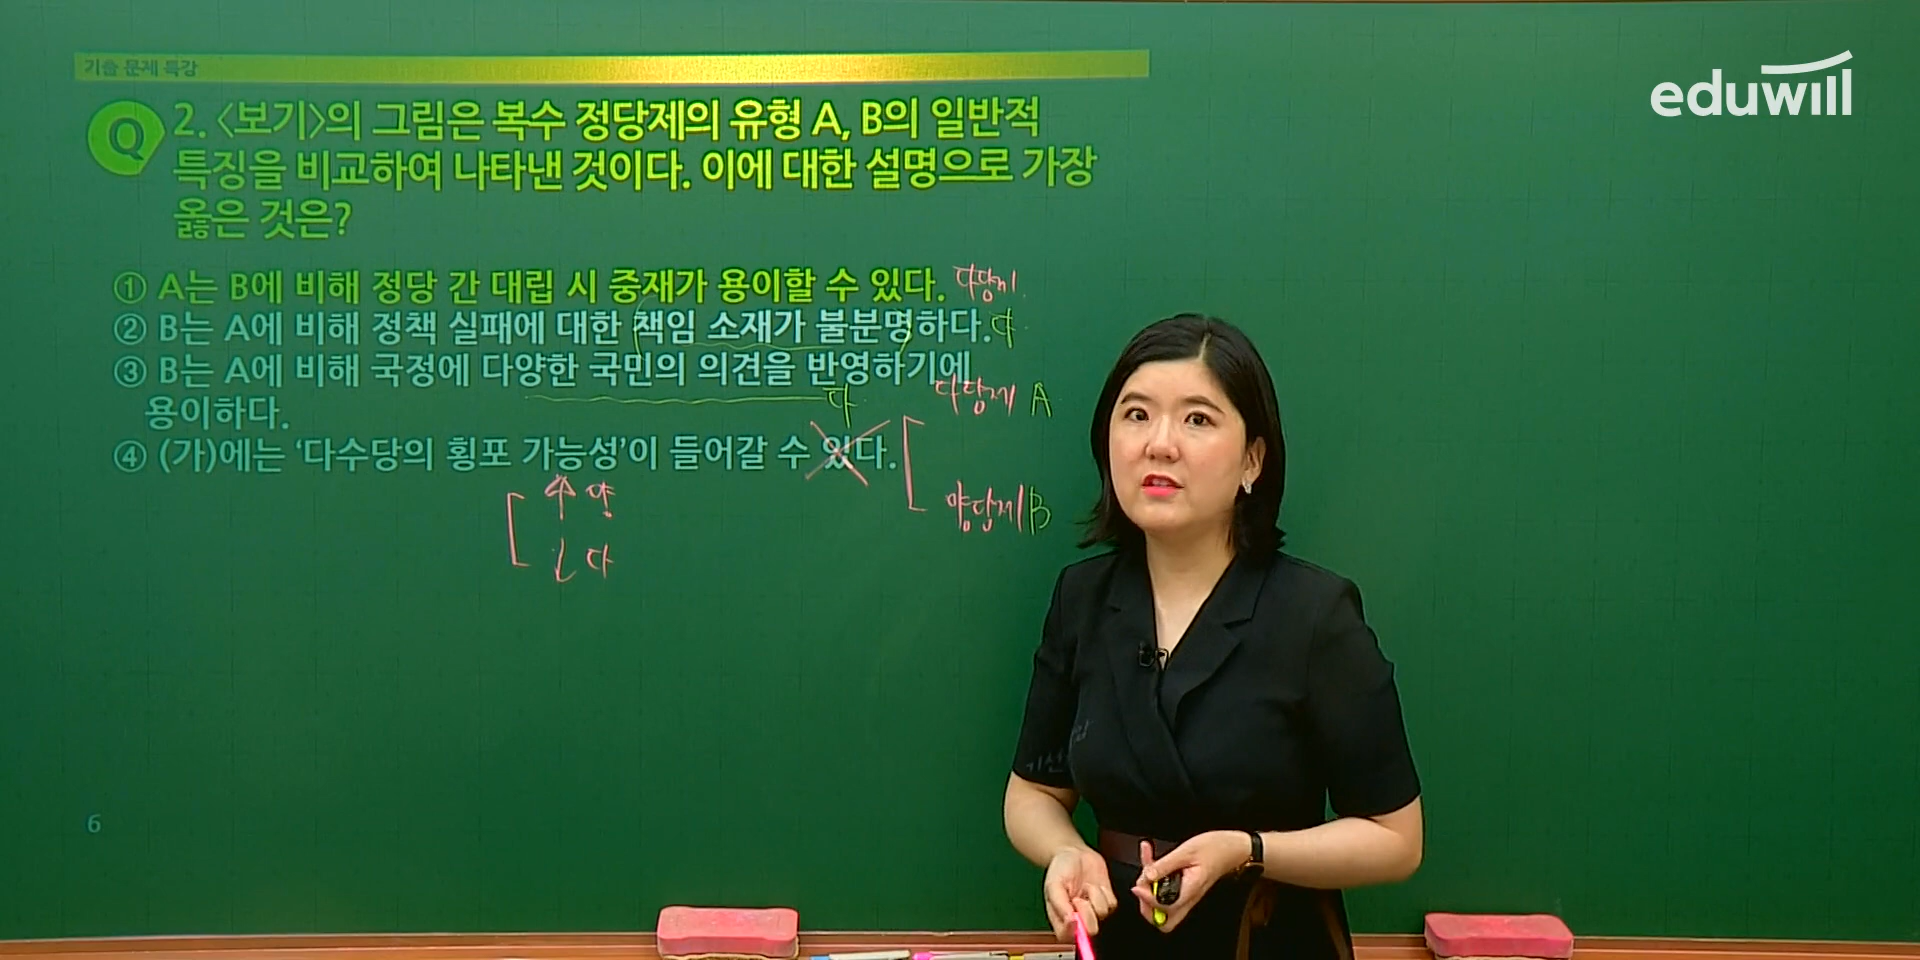 기출 문제 특강
eduwill
Q 2. <보기>의 그림은 복수 정당제의 유형 A, B의 일반적
특징을 비교하여 나타낸 것이다. 이에 대한 설명으로 가장
옳은 것은?
① A는 B에 비해 정당 간 대립 시 중재가 용이할 수 있다. 다당제
② B는 A에 비해 정책 실패에 대한 책임 소재가 불분명하다. 다
③ B는 A에 비해 국정에 다양한 국민의 의견을 반영하기에
용이하다. 다
다당제 A
④ (가)에는 ‘다수당의 횡포 가능성’이 들어갈 수 있다.
↑ 양
양당제 B
↓ 다
6